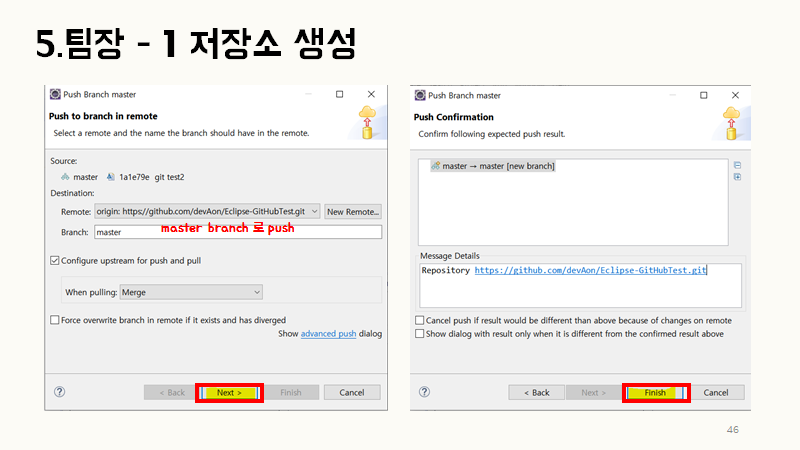 5.팀장 - 1 저장소 생성
Push Branch master
Push to branch in remote
Select a remote and the name the branch should have in the remote.
Source:
master 1a1e79e git test2
Destination:
Remote: origin: https://github.com/devAon/Eclipse-GitHubTest.git New Remote...
Branch: master
master branch 로 push
Configure upstream for push and pull
When pulling: Merge
Force overwrite branch in remote if it exists and has diverged
Show advanced push dialog
< Back Next > Finish Cancel
Push Branch master
Push Confirmation
Confirm following expected push result.
master → master [new branch]
Message Details
Repository https://github.com/devAon/Eclipse-GitHubTest.git
Cancel push if result would be different than above because of changes on remote
Show dialog with result only when it is different from the confirmed result above
< Back Next > Finish Cancel
46